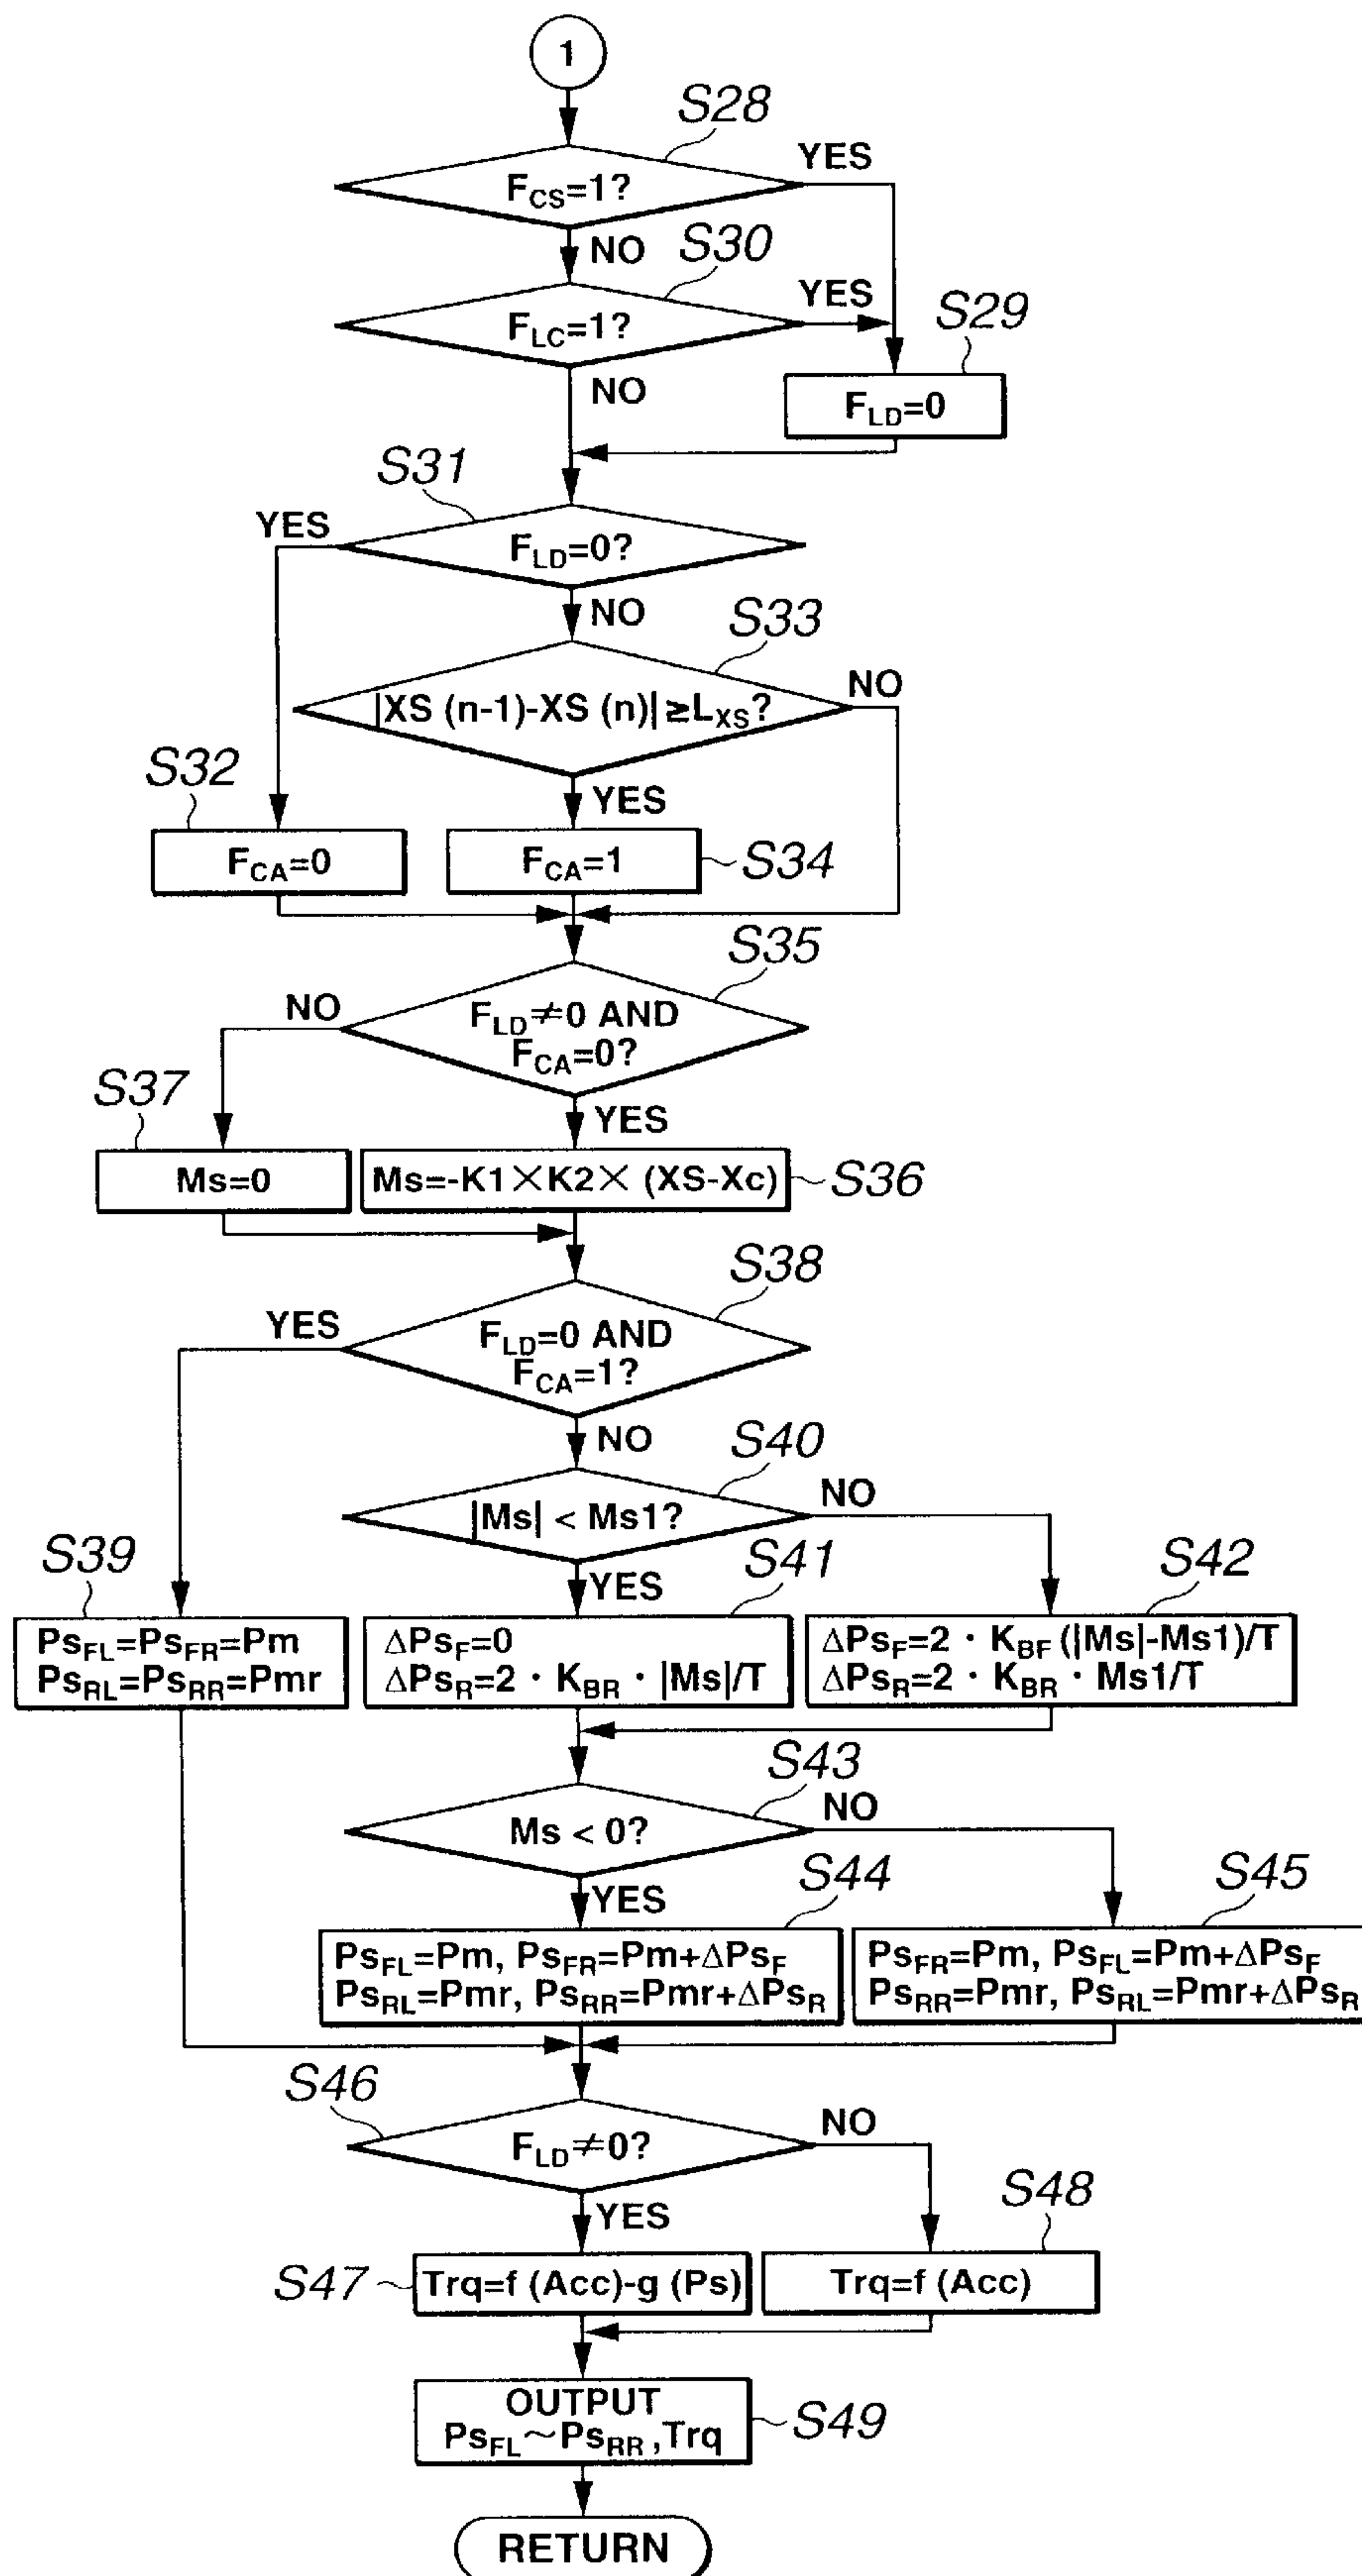 1
S28
YES
F_CS=1?
NO
S30
YES
F_LC=1?
S29
NO
F_LD=0
S31
YES
F_LD=0?
NO
S33
|XS (n-1)-XS (n)| ≥L_XS?
NO
S32
YES
F_CA=0
F_CA=1
S34
S35
NO
F_LD≠0 AND
F_CA=0?
S37
YES
Ms=0
Ms=-K1×K2× (XS-Xc)
S36
S38
YES
F_LD=0 AND
F_CA=1?
NO
S40
|Ms| < Ms1?
NO
S39
S41
S42
YES
Ps_FL=Ps_FR=Pm
Ps_RL=Ps_RR=Pmr
ΔPs_F=0
ΔPs_R=2 · K_BR · |Ms|/T
ΔPs_F=2 · K_BF (|Ms|-Ms1)/T
ΔPs_R=2 · K_BR · Ms1/T
S43
Ms < 0?
NO
S44
S45
YES
Ps_FL=Pm, Ps_FR=Pm+ΔPs_F
Ps_RL=Pmr, Ps_RR=Pmr+ΔPs_R
Ps_FR=Pm, Ps_FL=Pm+ΔPs_F
Ps_RR=Pmr, Ps_RL=Pmr+ΔPs_R
S46
F_LD≠0?
NO
YES
S48
S47
Trq=f (Acc)-g (Ps)
Trq=f (Acc)
OUTPUT
Ps_FL~Ps_RR ,Trq
S49
RETURN